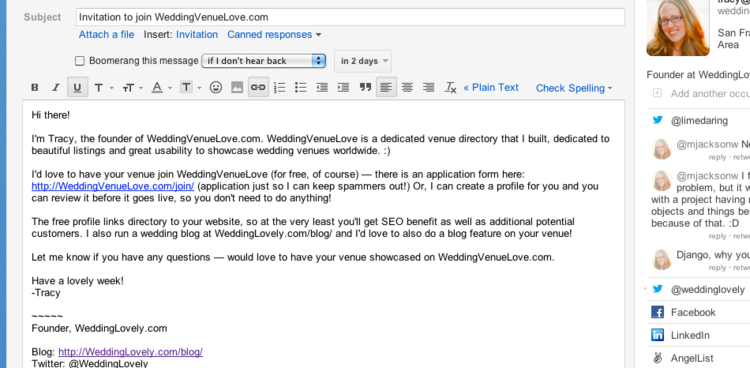 Subject
Invitation to join WeddingVenueLove.com
Attach a file Insert: Invitation Canned responses
Boomerang this message if I don't hear back in 2 days
B I U T T A T « Plain Text Check Spelling
Hi there!
I'm Tracy, the founder of WeddingVenueLove.com. WeddingVenueLove is a dedicated venue directory that I built, dedicated to
beautiful listings and great usability to showcase wedding venues worldwide. :)
I'd love to have your venue join WeddingVenueLove (for free, of course) — there is an application form here:
http://WeddingVenueLove.com/join/ (application just so I can keep spammers out!) Or, I can create a profile for you and you
can review it before it goes live, so you don't need to do anything!
The free profile links directory to your website, so at the very least you'll get SEO benefit as well as additional potential
customers. I also run a wedding blog at WeddingLovely.com/blog/ and I'd love to also do a blog feature on your venue!
Let me know if you have any questions — would love to have your venue showcased on WeddingVenueLove.com.
Have a lovely week!
-Tracy
~~~~~
Founder, WeddingLovely.com
Blog: http://WeddingLovely.com/blog/
Twitter: @WeddingLovely
San Fra
Area
Founder at WeddingLo
Add another occu
@limedaring
@mjacksonw No
reply · retwe
@mjacksonw I f
problem, but it w
with a project having r
objects and things be
because of that. :D
reply · retwe
Django, why you
reply · retwe
@weddinglovely
Facebook
LinkedIn
AngelList